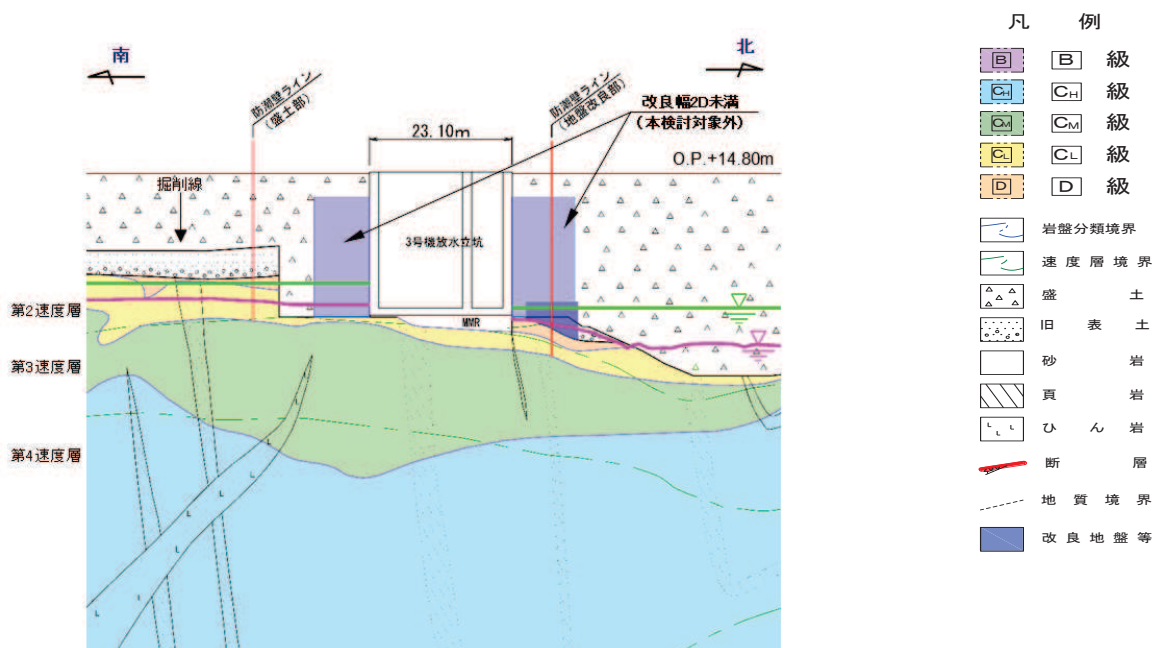 南
北
防潮壁ライン
(盛土部)
防潮壁ライン
(地盤改良部)
改良幅2D未満
(本検討対象外)
23.10m
O.P.+14.80m
掘削線
3号機放水立坑
MMR
第2速度層
第3速度層
第4速度層
L
L
L
L
L
L
L
L
凡 例
B B 級
CH CH 級
CM CM 級
CL CL 級
D D 級
岩盤分類境界
速度層境界
盛 土
旧 表 土
砂 岩
頁 岩
ひ ん 岩
断 層
地 質 境 界
改 良 地 盤 等